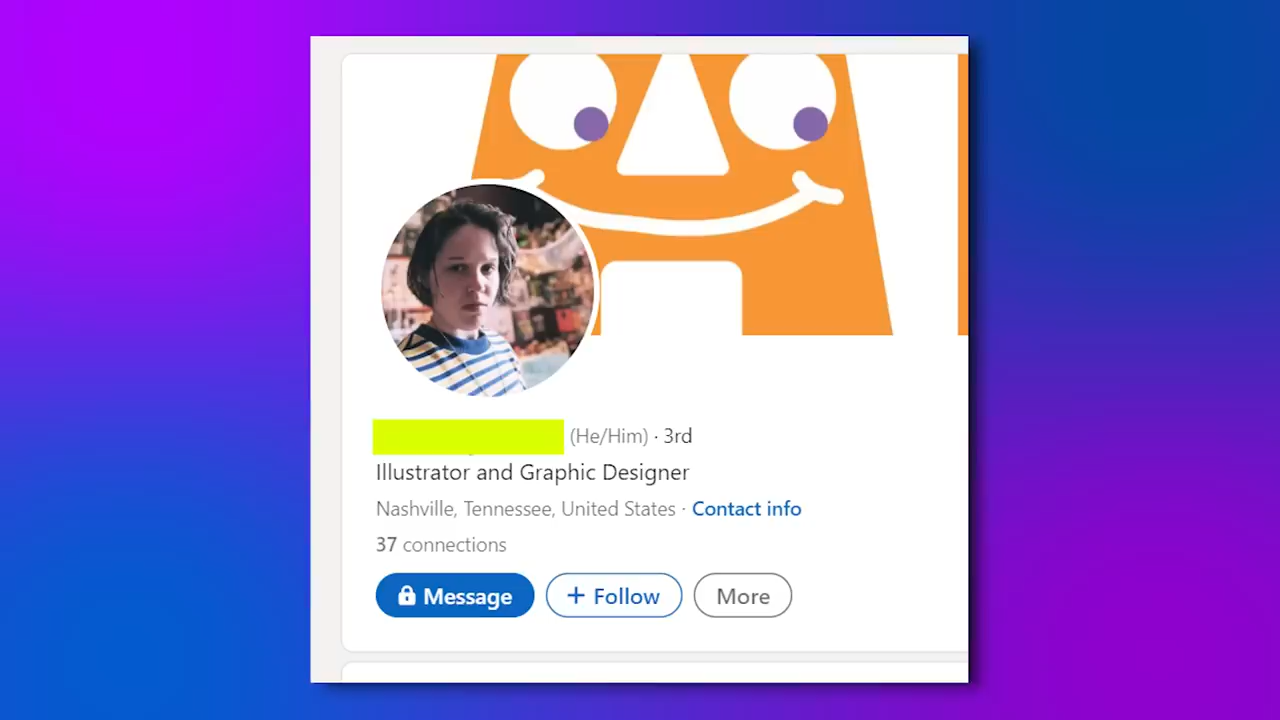 (He/Him) · 3rd
Illustrator and Graphic Designer
Nashville, Tennessee, United States · Contact info
37 connections
Message + Follow More